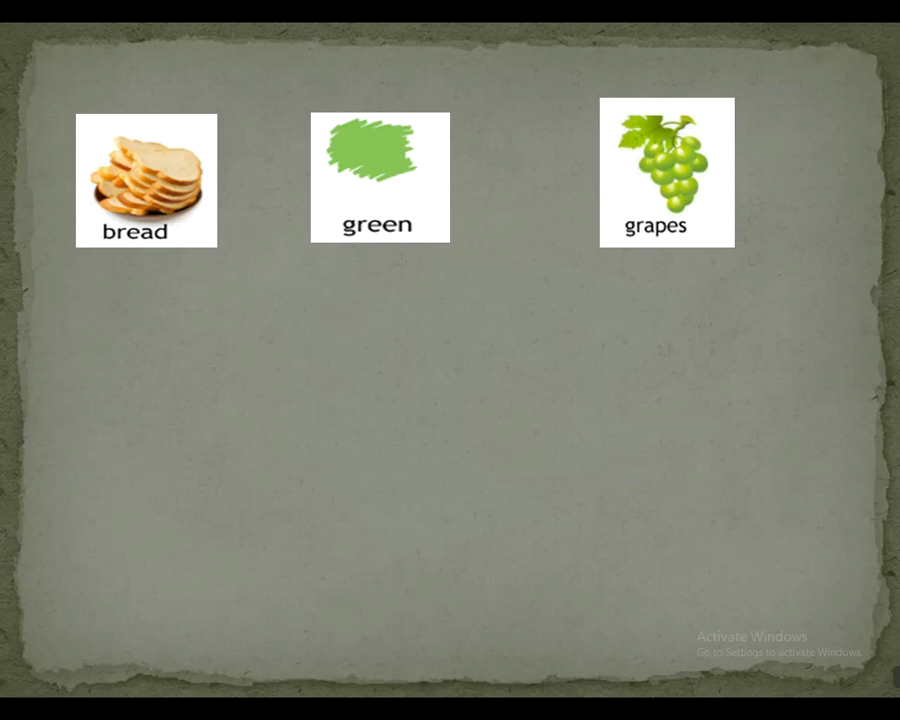 bread
green
grapes
Activate Windows
Go to Settings to activate Windows.